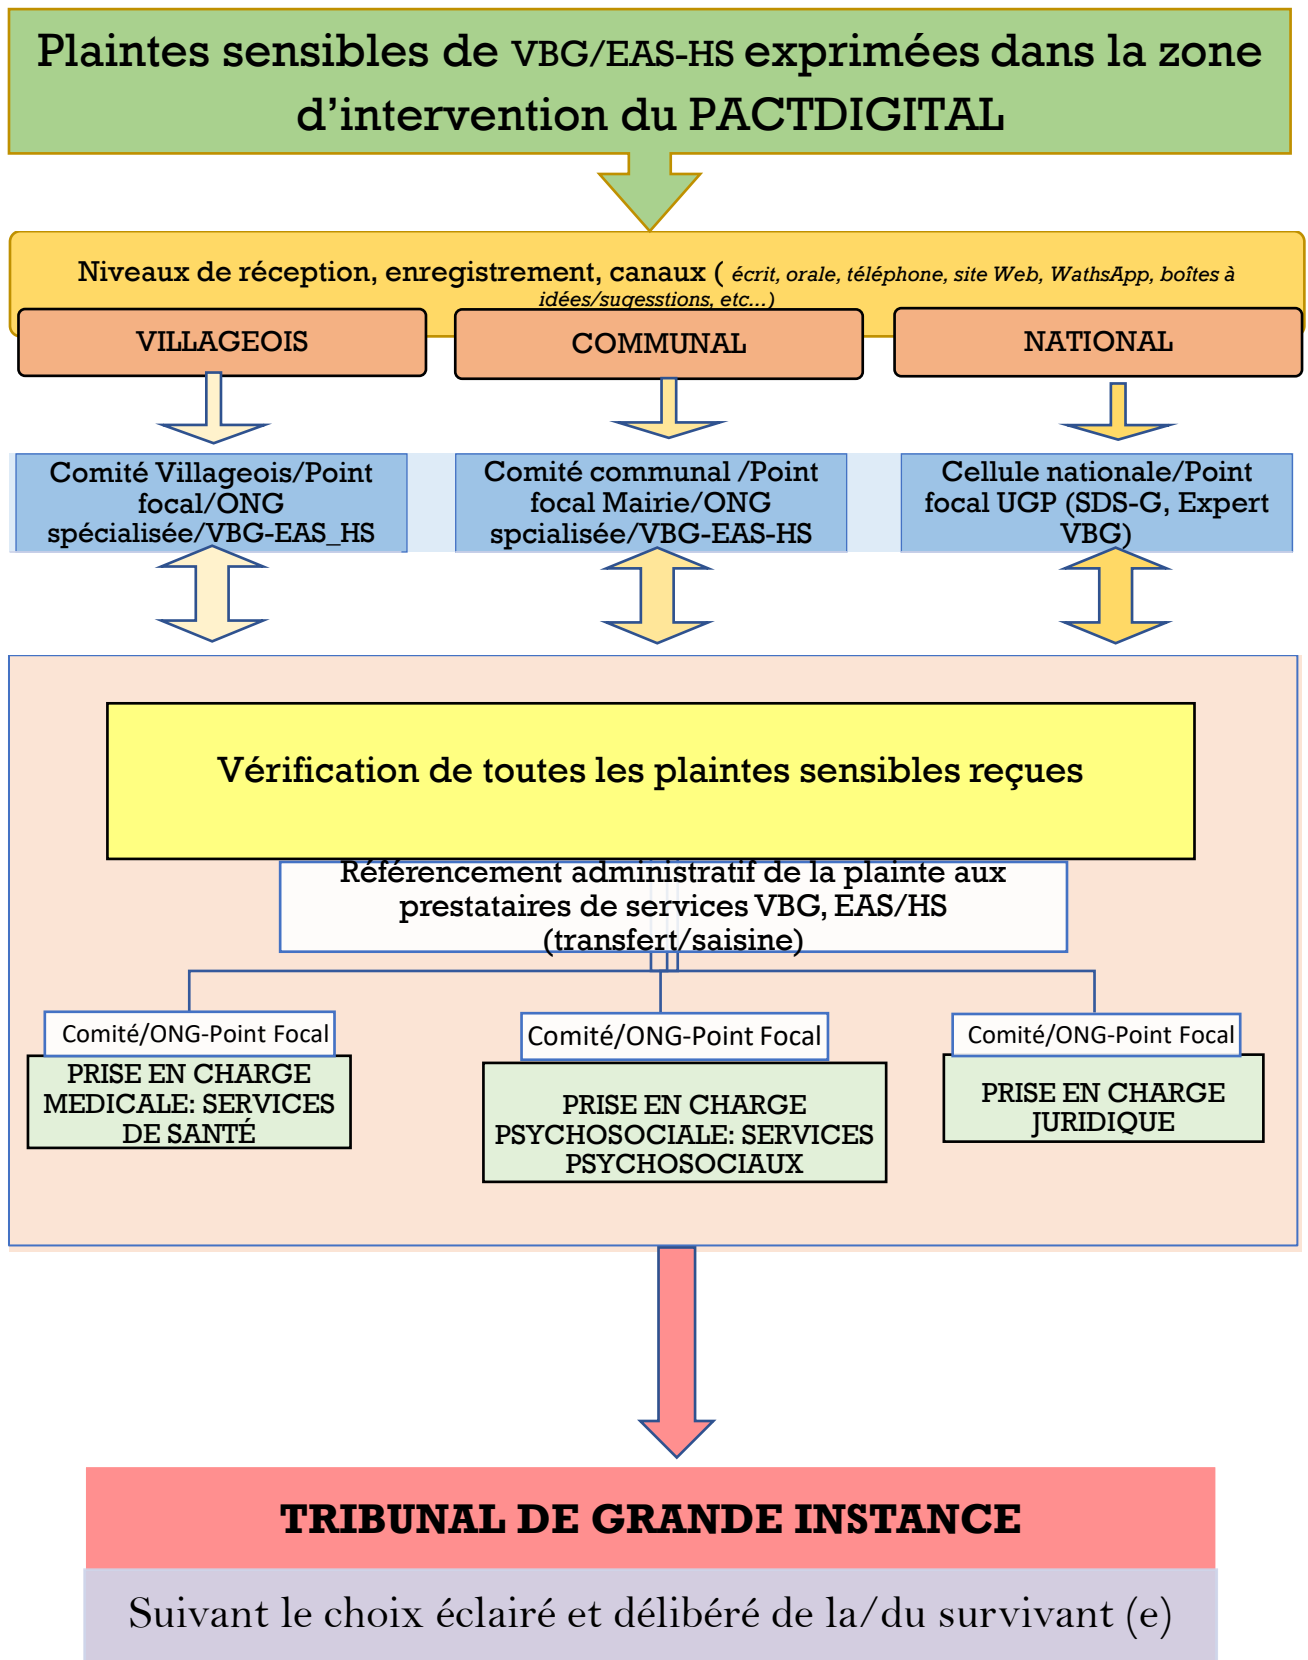 Plaintes sensibles de VBG/EAS-HS exprimées dans la zone
d’intervention du PACTDIGITAL
Niveaux de réception, enregistrement, canaux ( écrit, orale, téléphone, site Web, WathsApp, boîtes à
idées/sugesstions, etc…)
VILLAGEOIS
COMMUNAL
NATIONAL
Comité Villageois/Point
focal/ONG
spécialisée/VBG-EAS_HS
Comité communal /Point
focal Mairie/ONG
spcialisée/VBG-EAS-HS
Cellule nationale/Point
focal UGP (SDS-G, Expert
VBG)
Vérification de toutes les plaintes sensibles reçues
Référencement administratif de la plainte aux
prestataires de services VBG, EAS/HS
(transfert/saisine)
Comité/ONG-Point Focal
PRISE EN CHARGE
MEDICALE: SERVICES
DE SANTÉ
Comité/ONG-Point Focal
PRISE EN CHARGE
PSYCHOSOCIALE: SERVICES
PSYCHOSOCIAUX
Comité/ONG-Point Focal
PRISE EN CHARGE
JURIDIQUE
TRIBUNAL DE GRANDE INSTANCE
Suivant le choix éclairé et délibéré de la/du survivant (e)